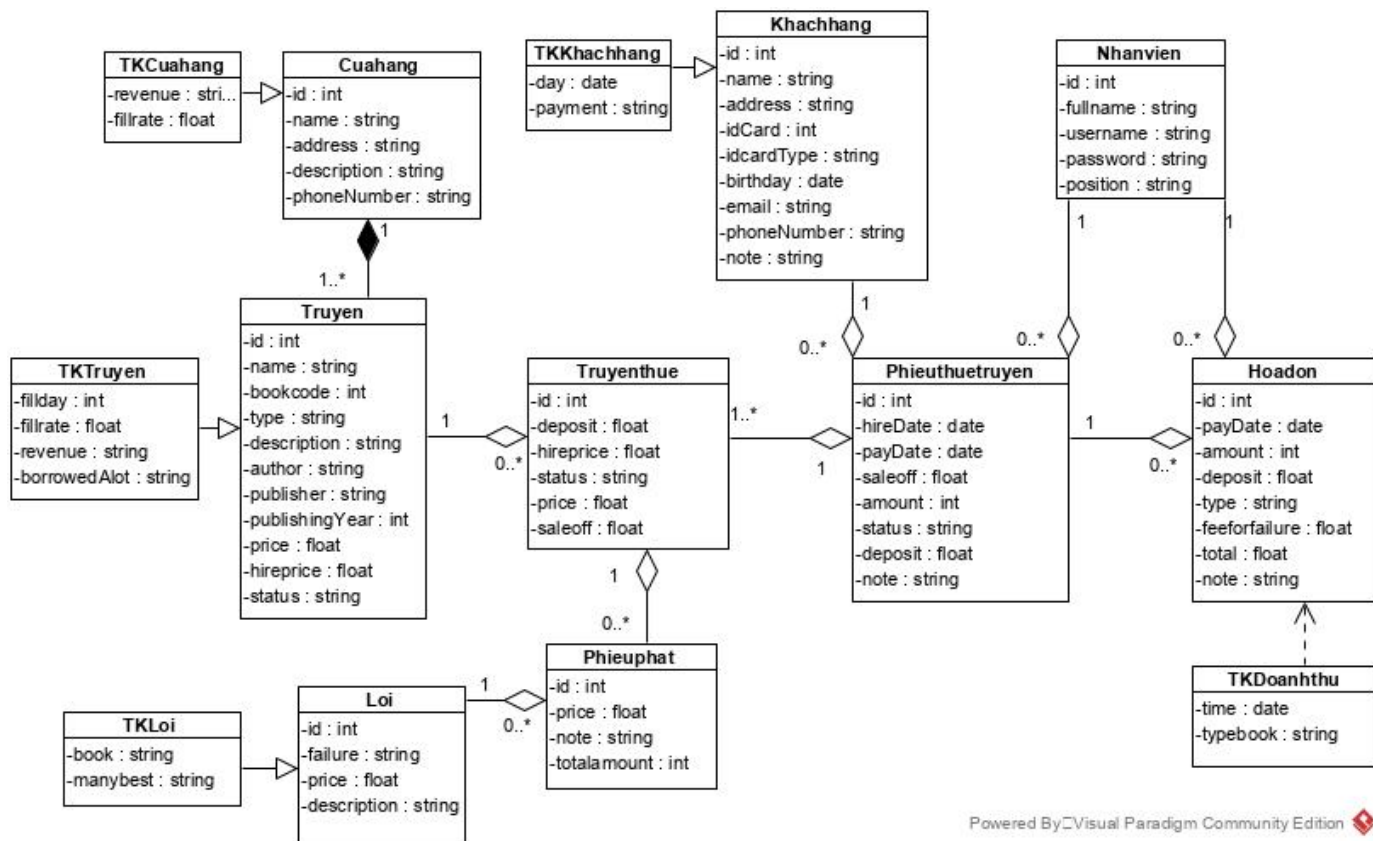 TKCuahang
-revenue : stri...
-fillrate : float
Cuahang
-id : int
-name : string
-address : string
-description : string
-phoneNumber : string
1
1..*
TKKhachhang
-day : date
-payment : string
Khachhang
-id : int
-name : string
-address : string
-idCard : int
-idcardType : string
-birthday : date
-email : string
-phoneNumber : string
-note : string
1
0..*
Nhanvien
-id : int
-fullname : string
-username : string
-password : string
-position : string
1
1
0..*
0..*
TKTruyen
-fillday : int
-fillrate : float
-revenue : string
-borrowedAlot : string
Truyen
-id : int
-name : string
-bookcode : int
-type : string
-description : string
-author : string
-publisher : string
-publishingYear : int
-price : float
-hireprice : float
-status : string
1
0..*
Truyenthue
-id : int
-deposit : float
-hireprice : float
-status : string
-price : float
-saleoff : float
1..*
1
Phieuthuetruyen
-id : int
-hireDate : date
-payDate : date
-saleoff : float
-amount : int
-status : string
-deposit : float
-note : string
1
0..*
Hoadon
-id : int
-payDate : date
-amount : int
-deposit : float
-type : string
-feeforfailure : float
-total : float
-note : string
1
0..*
TKLoi
-book : string
-manybest : string
Loi
-id : int
-failure : string
-price : float
-description : string
1
0..*
Phieuphat
-id : int
-price : float
-note : string
-totalamount : int
TKDoanhthu
-time : date
-typebook : string
Powered By Visual Paradigm Community Edition